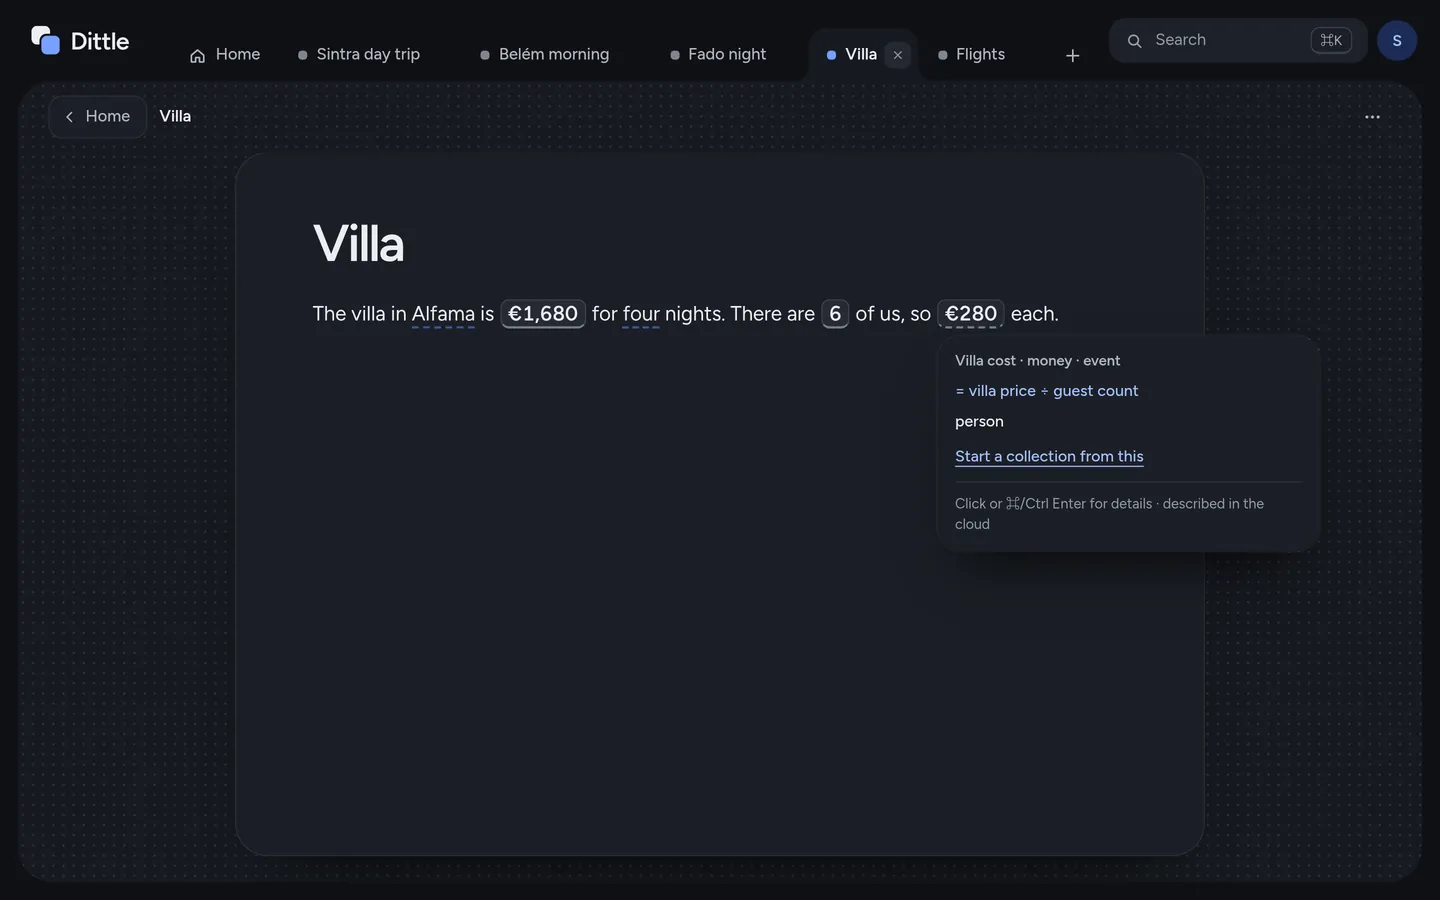 Dittle
Home
Sintra day trip
Belém morning
Fado night
Villa
Flights
Search
⌘K
S
Home
Villa
Villa
The villa in Alfama is €1,680 for four nights. There are 6 of us, so €280 each.
Villa cost · money · event
= villa price ÷ guest count
person
Start a collection from this
Click or ⌘/Ctrl Enter for details · described in the
cloud